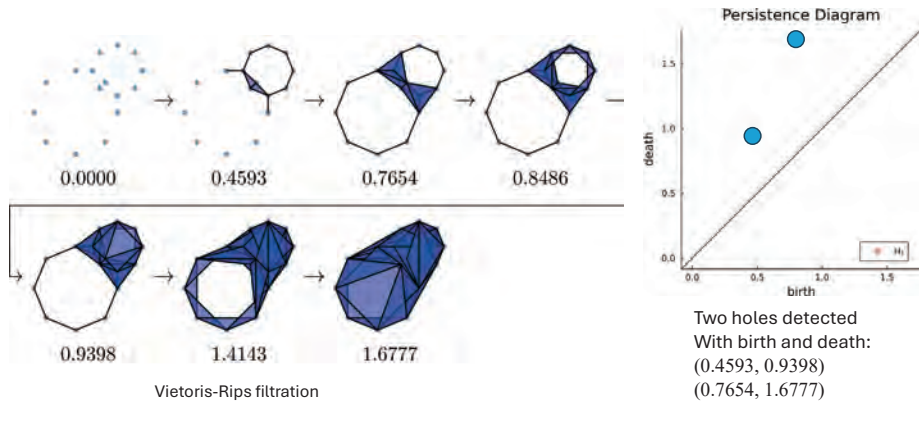 Persistence Diagram
0.0000 → 0.4593 → 0.7654 → 0.8486
→ 0.9398 → 1.4143 → 1.6777
Vietoris-Rips filtration
death
1.5
1.0
0.5
0.0
0.0 0.5 1.0 1.5
birth
H₁
Two holes detected
With birth and death:
(0.4593, 0.9398)
(0.7654, 1.6777)